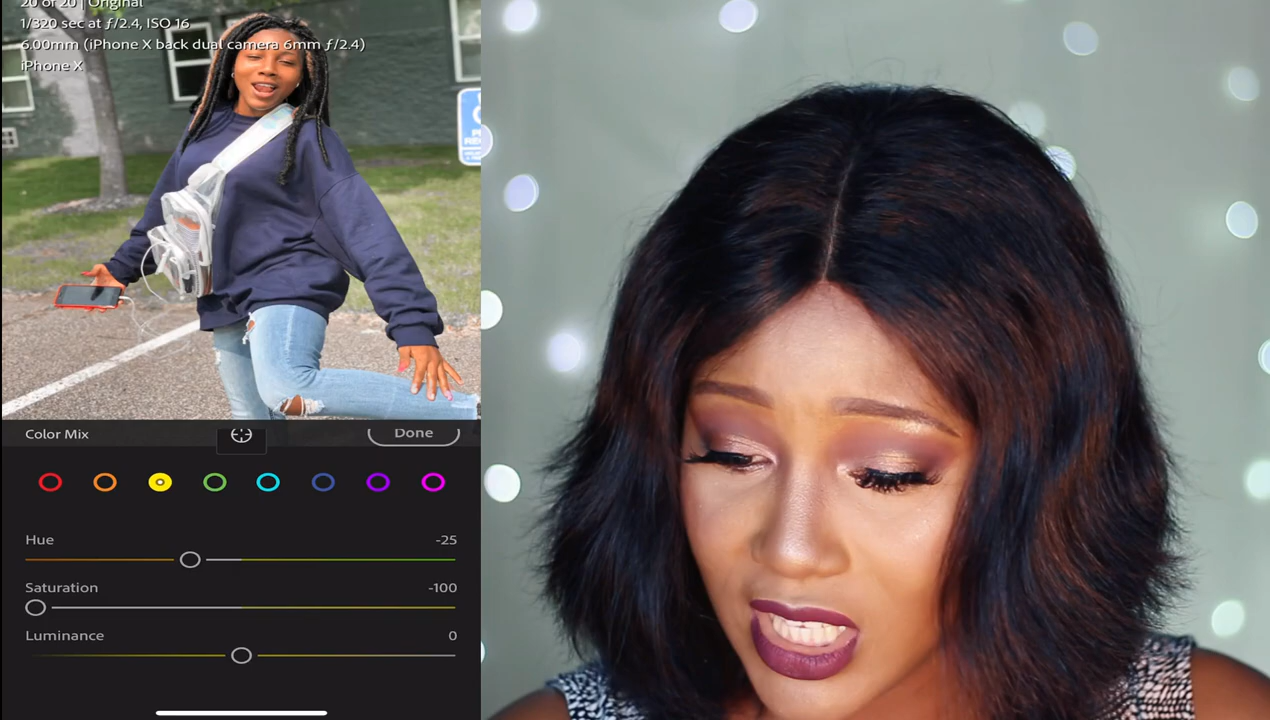 20 of 20 | Original
1/320 sec at ƒ/2.4, ISO 16
6.00mm (iPhone X back dual camera 6mm ƒ/2.4)
iPhone X
Color Mix
Done
Hue
-25
Saturation
-100
Luminance
0